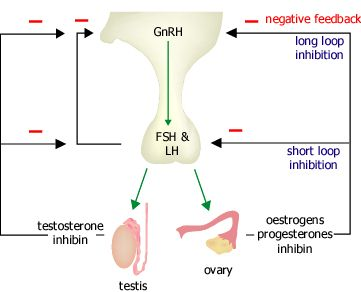 negative feedback
GnRH
long loop
inhibition
FSH &
LH
short loop
inhibition
testosterone
inhibin
oestrogens
progesterones
inhibin
ovary
testis